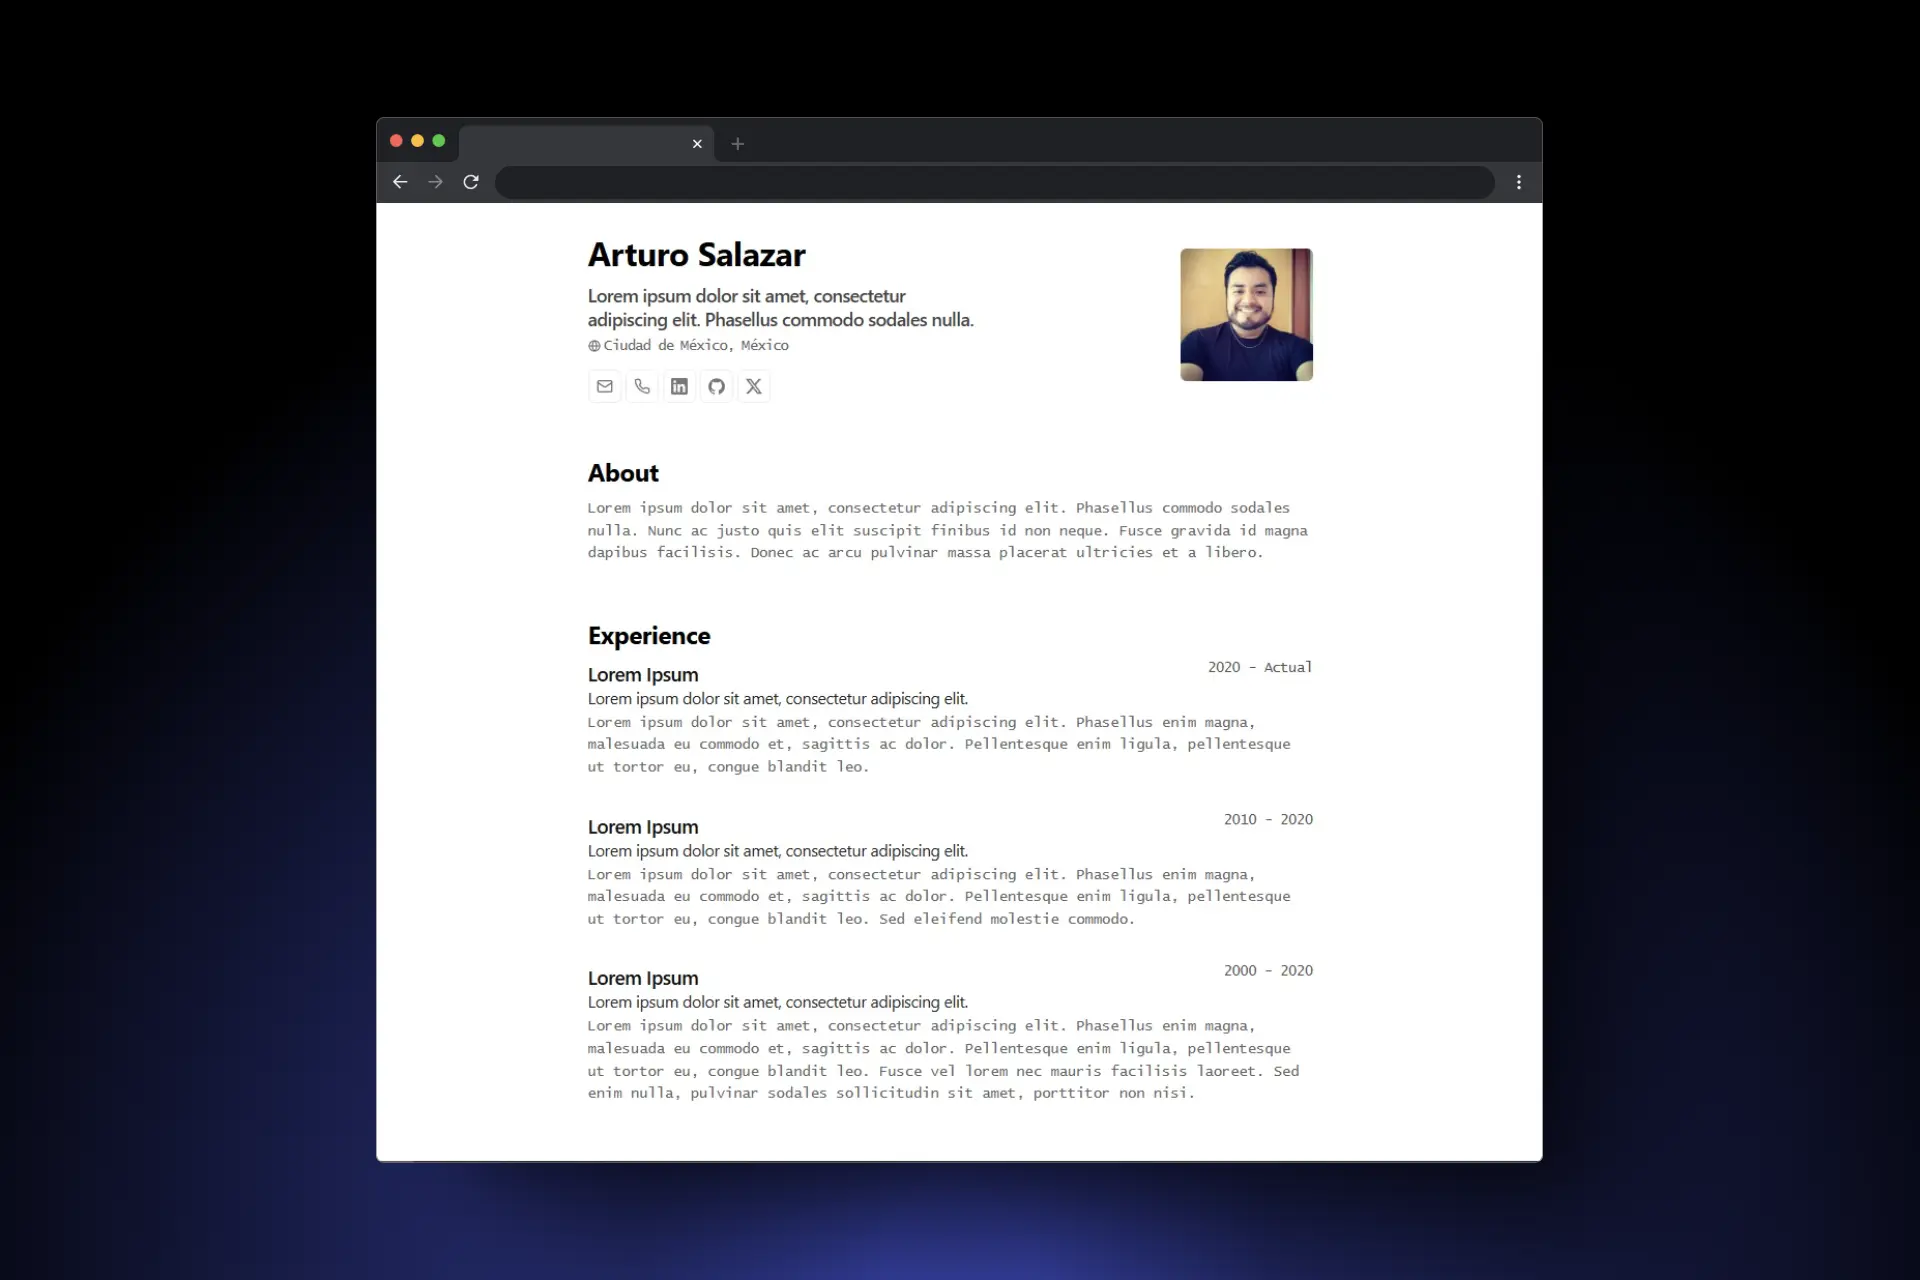 Arturo Salazar
Lorem ipsum dolor sit amet, consectetur
adipiscing elit. Phasellus commodo sodales nulla.
Ciudad de México, México
About
Lorem ipsum dolor sit amet, consectetur adipiscing elit. Phasellus commodo sodales
nulla. Nunc ac justo quis elit suscipit finibus id non neque. Fusce gravida id magna
dapibus facilisis. Donec ac arcu pulvinar massa placerat ultricies et a libero.
Experience
Lorem Ipsum
2020 - Actual
Lorem ipsum dolor sit amet, consectetur adipiscing elit.
Lorem ipsum dolor sit amet, consectetur adipiscing elit. Phasellus enim magna,
malesuada eu commodo et, sagittis ac dolor. Pellentesque enim ligula, pellentesque
ut tortor eu, congue blandit leo.
Lorem Ipsum
2010 - 2020
Lorem ipsum dolor sit amet, consectetur adipiscing elit.
Lorem ipsum dolor sit amet, consectetur adipiscing elit. Phasellus enim magna,
malesuada eu commodo et, sagittis ac dolor. Pellentesque enim ligula, pellentesque
ut tortor eu, congue blandit leo. Sed eleifend molestie commodo.
Lorem Ipsum
2000 - 2020
Lorem ipsum dolor sit amet, consectetur adipiscing elit.
Lorem ipsum dolor sit amet, consectetur adipiscing elit. Phasellus enim magna,
malesuada eu commodo et, sagittis ac dolor. Pellentesque enim ligula, pellentesque
ut tortor eu, congue blandit leo. Fusce vel lorem nec mauris facilisis laoreet. Sed
enim nulla, pulvinar sodales sollicitudin sit amet, porttitor non nisi.